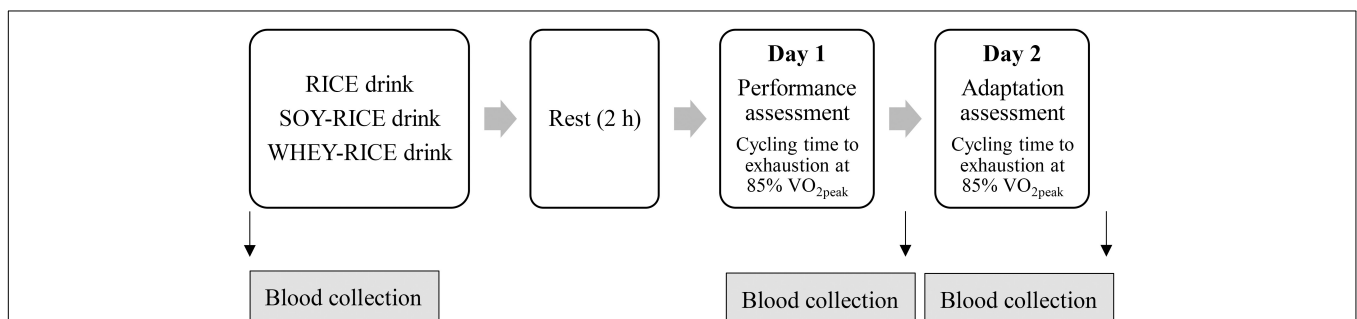 RICE drink
SOY-RICE drink
WHEY-RICE drink
Rest (2 h)
Day 1
Performance
assessment
Cycling time to
exhaustion at
85% VO2peak
Day 2
Adaptation
assessment
Cycling time to
exhaustion at
85% VO2peak
Blood collection
Blood collection
Blood collection